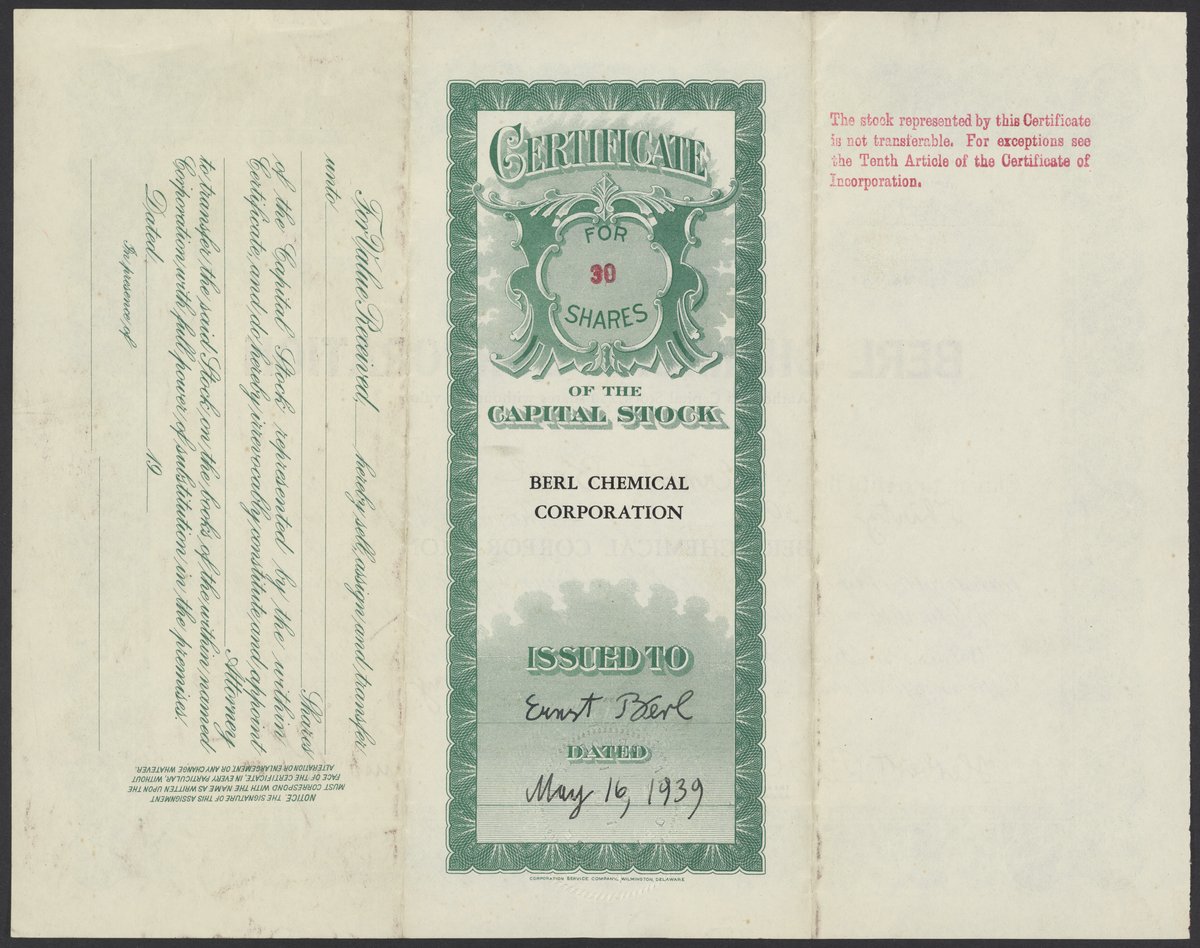 For Value Received, hereby sell, assign and transfer
unto
Shares
of the Capital Stock represented by the within
Certificate, and do hereby irrevocably constitute and appoint
Attorney
to transfer the said Stock on the books of the within named
Corporation with full power of substitution in the premises.
Dated 19
In presence of
NOTICE. THE SIGNATURE OF THIS ASSIGNMENT
MUST CORRESPOND WITH THE NAME AS WRITTEN UPON THE
FACE OF THE CERTIFICATE, IN EVERY PARTICULAR, WITHOUT
ALTERATION OR ENLARGEMENT, OR ANY CHANGE WHATEVER.
CERTIFICATE
FOR
30
SHARES
OF THE
CAPITAL STOCK
BERL CHEMICAL
CORPORATION
ISSUED TO
Ernst Berl
DATED
May 16, 1939
CORPORATION SERVICE COMPANY, WILMINGTON, DELAWARE
The stock represented by this Certificate
is not transferable. For exceptions see
the Tenth Article of the Certificate of
Incorporation.